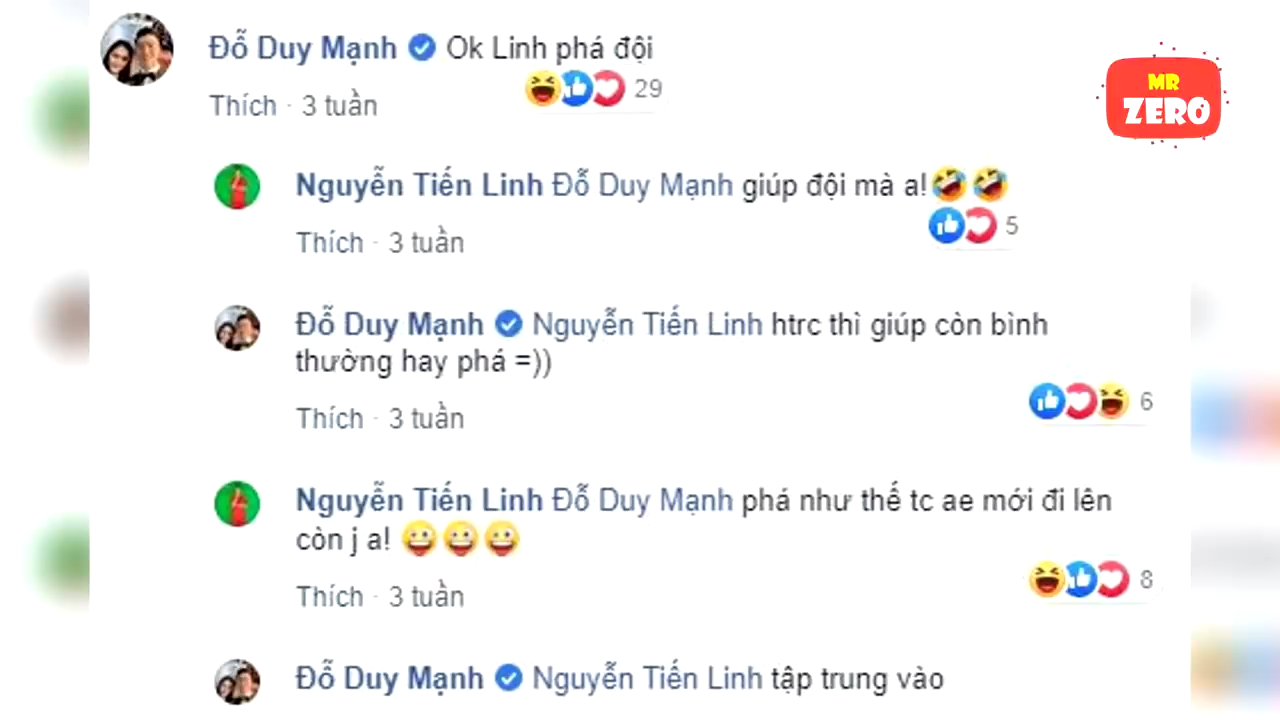 Đỗ Duy Mạnh Ok Linh phá đội
29
Thích · 3 tuần
MR
ZERO
Nguyễn Tiến Linh Đỗ Duy Mạnh giúp đội mà a!🤣🤣
5
Thích · 3 tuần
Đỗ Duy Mạnh Nguyễn Tiến Linh htrc thì giúp còn bình
thường hay phá =))
6
Thích · 3 tuần
Nguyễn Tiến Linh Đỗ Duy Mạnh phá như thế tc ae mới đi lên
còn j a! 😀😀😀
8
Thích · 3 tuần
Đỗ Duy Mạnh Nguyễn Tiến Linh tập trung vào